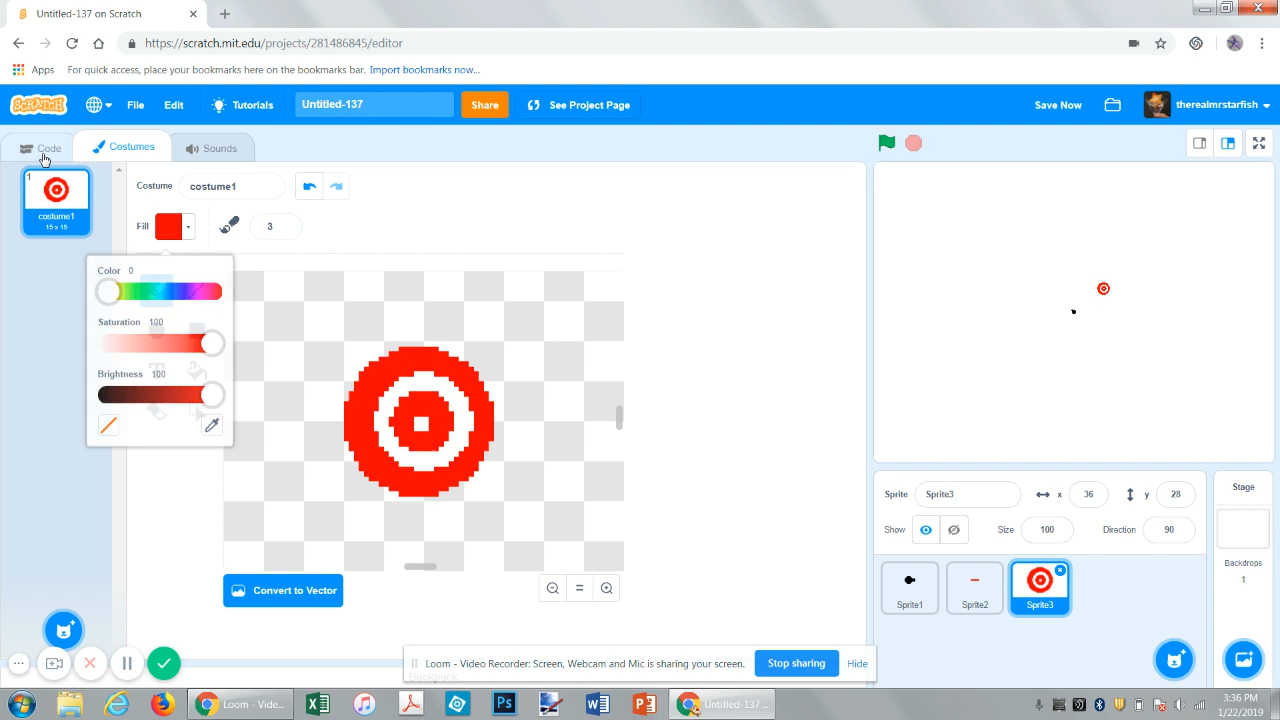 Untitled-137 on Scratch
https://scratch.mit.edu/projects/281486845/editor
Apps For quick access, place your bookmarks here on the bookmarks bar. Import bookmarks now...
SCRATCH File Edit Tutorials Untitled-137 Share See Project Page Save Now therealmrstarfish
Code Costumes Sounds
1
costume1
15 x 15
Costume costume1
Fill 3
Color 0
Saturation 100
Brightness 100
Convert to Vector
Sprite Sprite3 x 36 y 28
Show Size 100 Direction 90
Sprite1 Sprite2 Sprite3
Stage
Backdrops
1
Loom - Video Recorder: Screen, Webcam and Mic is sharing your screen. Stop sharing Hide
Backpack
Loom - Vide... Untitled-137 ...
3:36 PM
1/22/2019